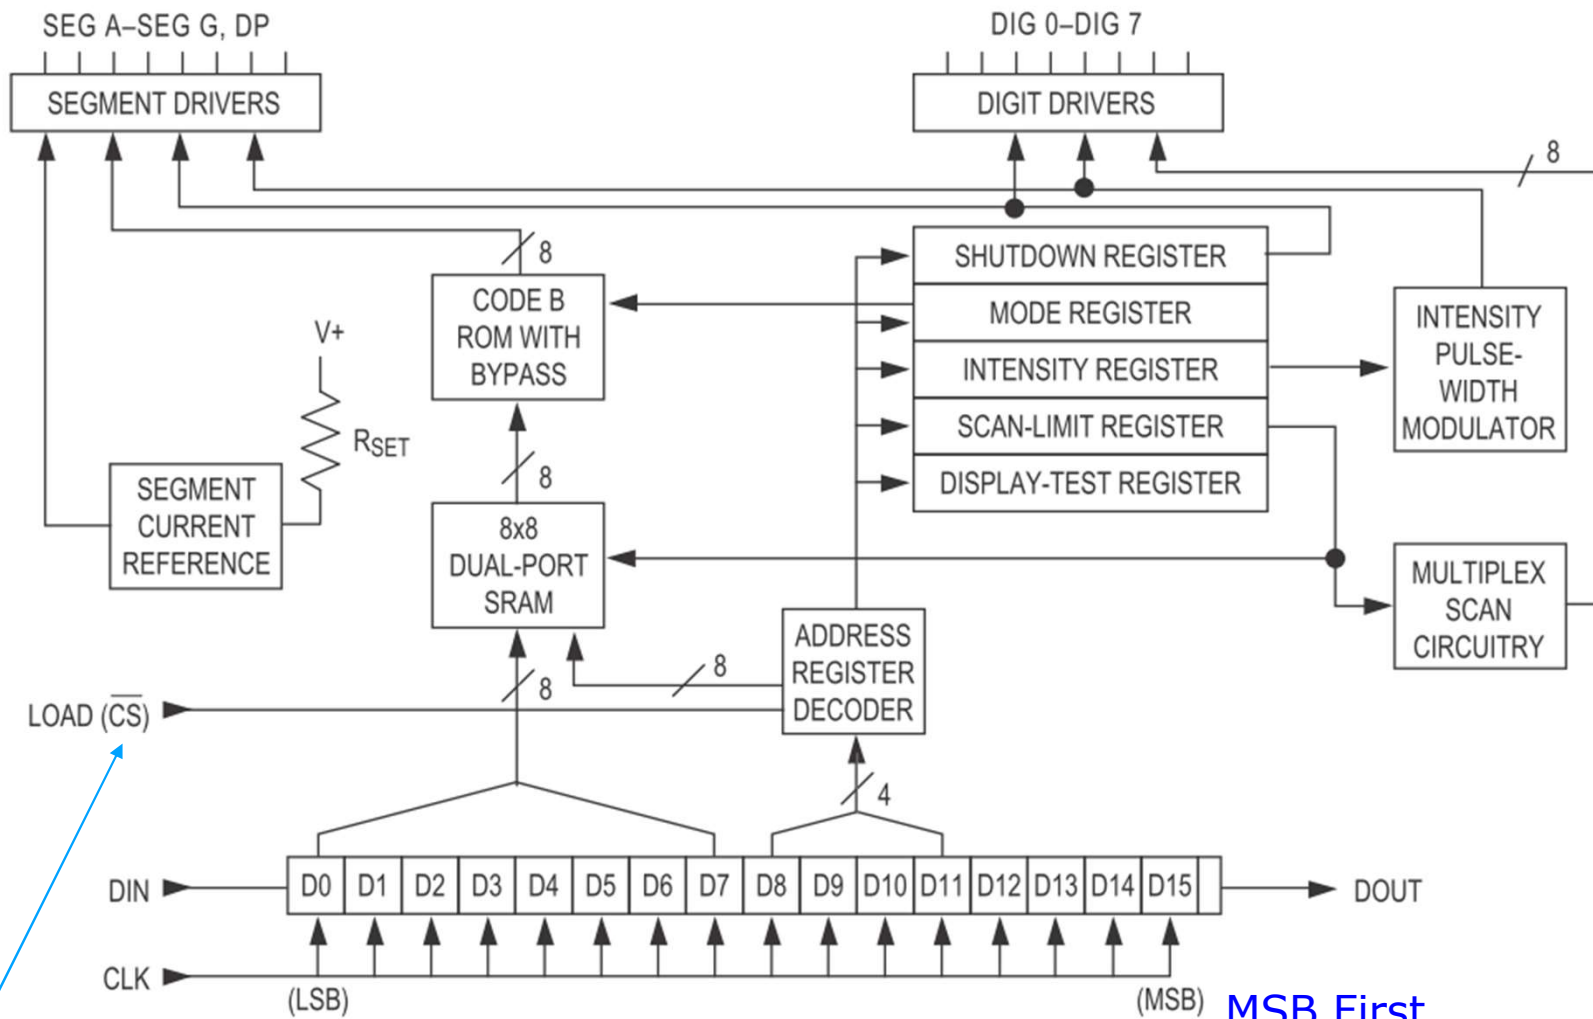 SEG A–SEG G, DP
DIG 0–DIG 7
SEGMENT DRIVERS
DIGIT DRIVERS
8
8
SHUTDOWN REGISTER
MODE REGISTER
INTENSITY REGISTER
SCAN-LIMIT REGISTER
DISPLAY-TEST REGISTER
CODE B
ROM WITH
BYPASS
INTENSITY
PULSE-
WIDTH
MODULATOR
V+
RSET
8
SEGMENT
CURRENT
REFERENCE
8x8
DUAL-PORT
SRAM
MULTIPLEX
SCAN
CIRCUITRY
ADDRESS
REGISTER
DECODER
8
8
LOAD (C̅S̅)
4
DIN
D0 D1 D2 D3 D4 D5 D6 D7 D8 D9 D10 D11 D12 D13 D14 D15
DOUT
CLK
(LSB)
(MSB)
MSB First